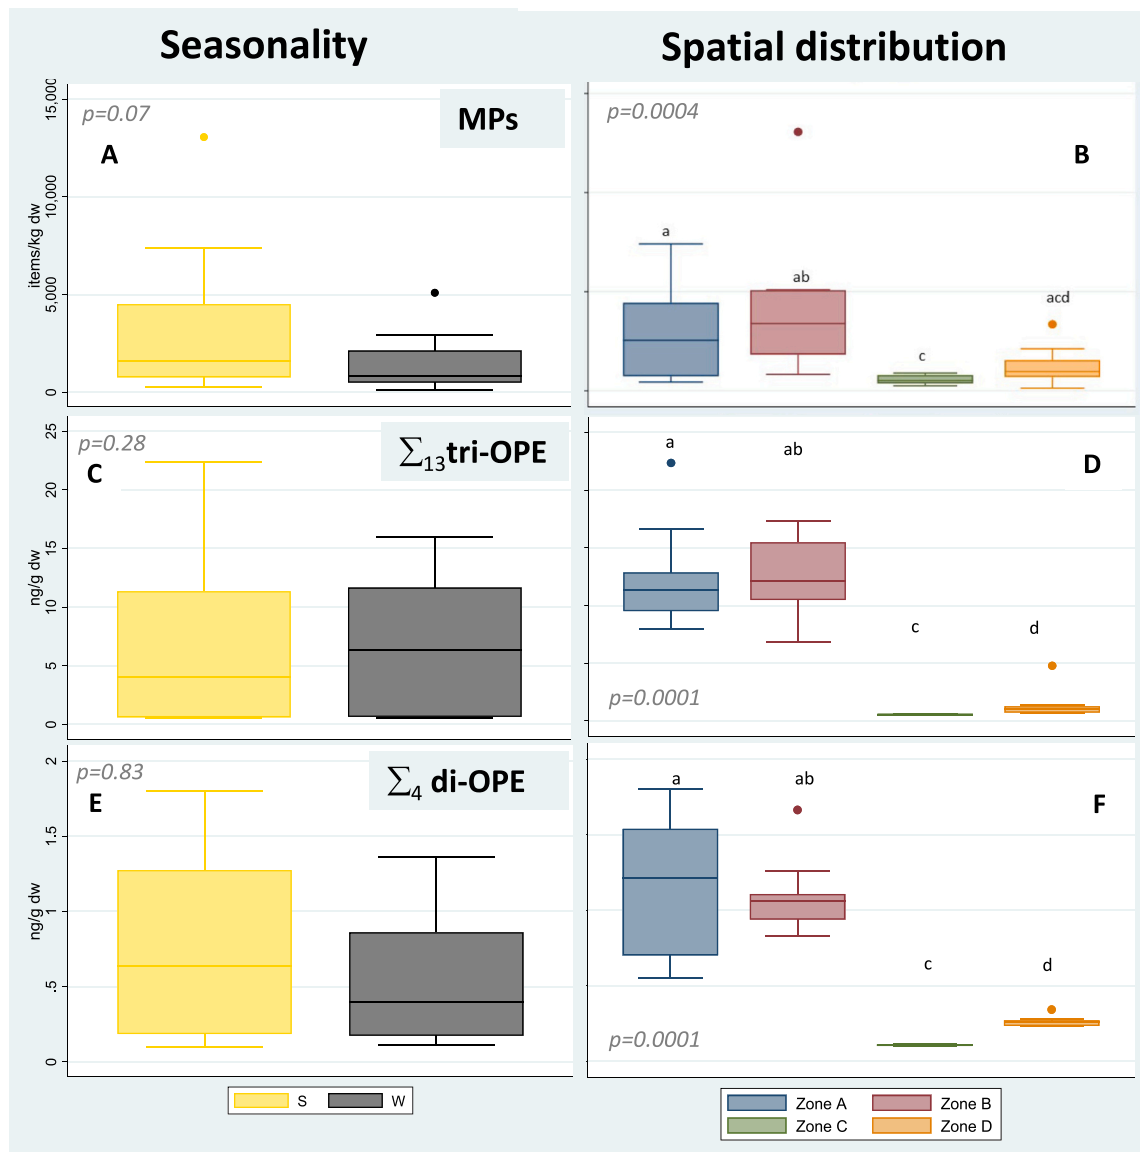 Seasonality
Spatial distribution
p=0.07
MPs
A
15,000
10,000
5,000
0
items/kg dw
p=0.0004
B
a
ab
c
acd
p=0.28
∑13tri-OPE
C
25
20
15
10
5
0
ng/g dw
a
ab
D
c
d
p=0.0001
p=0.83
∑4 di-OPE
E
2
1.5
1
.5
0
ng/g dw
a
ab
F
c
d
p=0.0001
S W
Zone A Zone B
Zone C Zone D